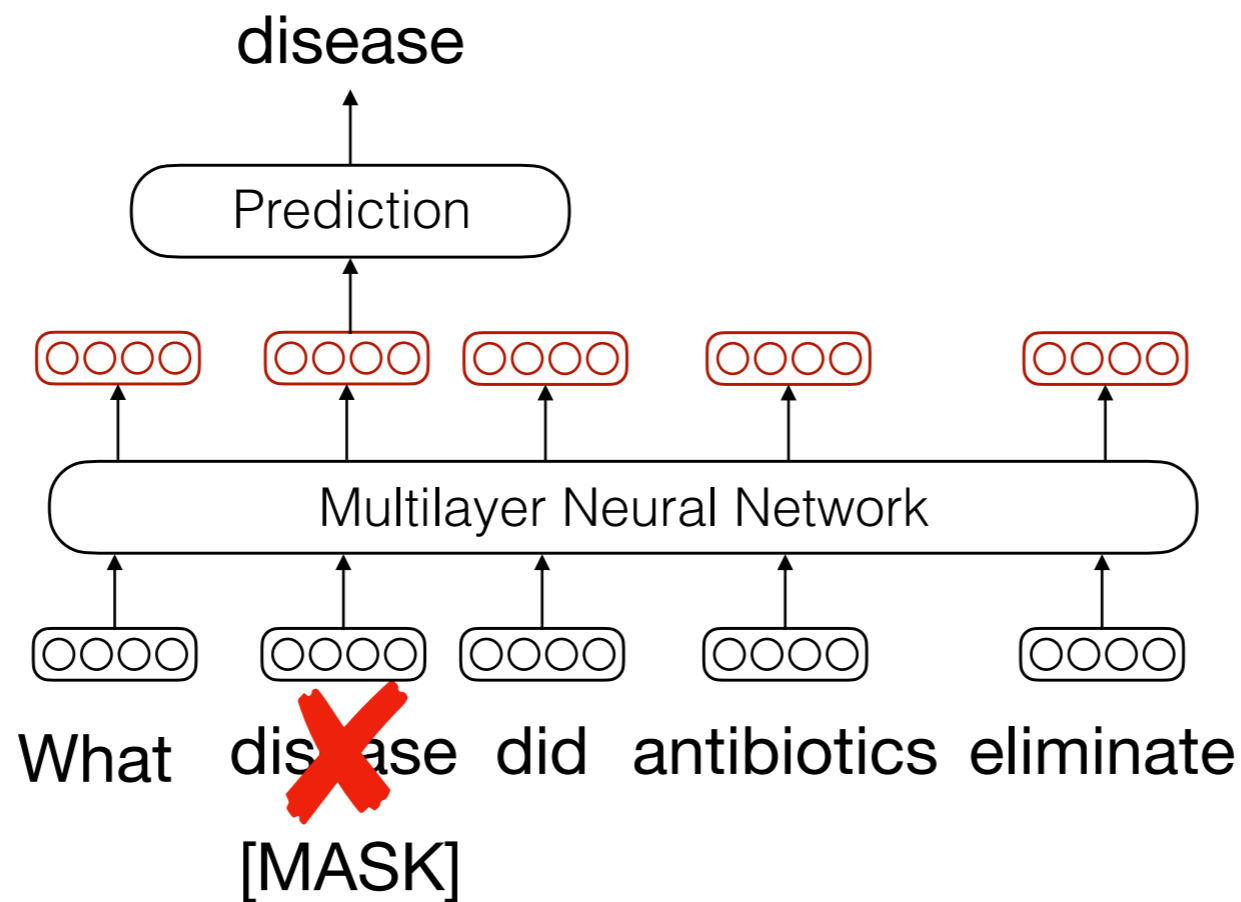 disease
Prediction
Multilayer Neural Network
What disease did antibiotics eliminate
[MASK]